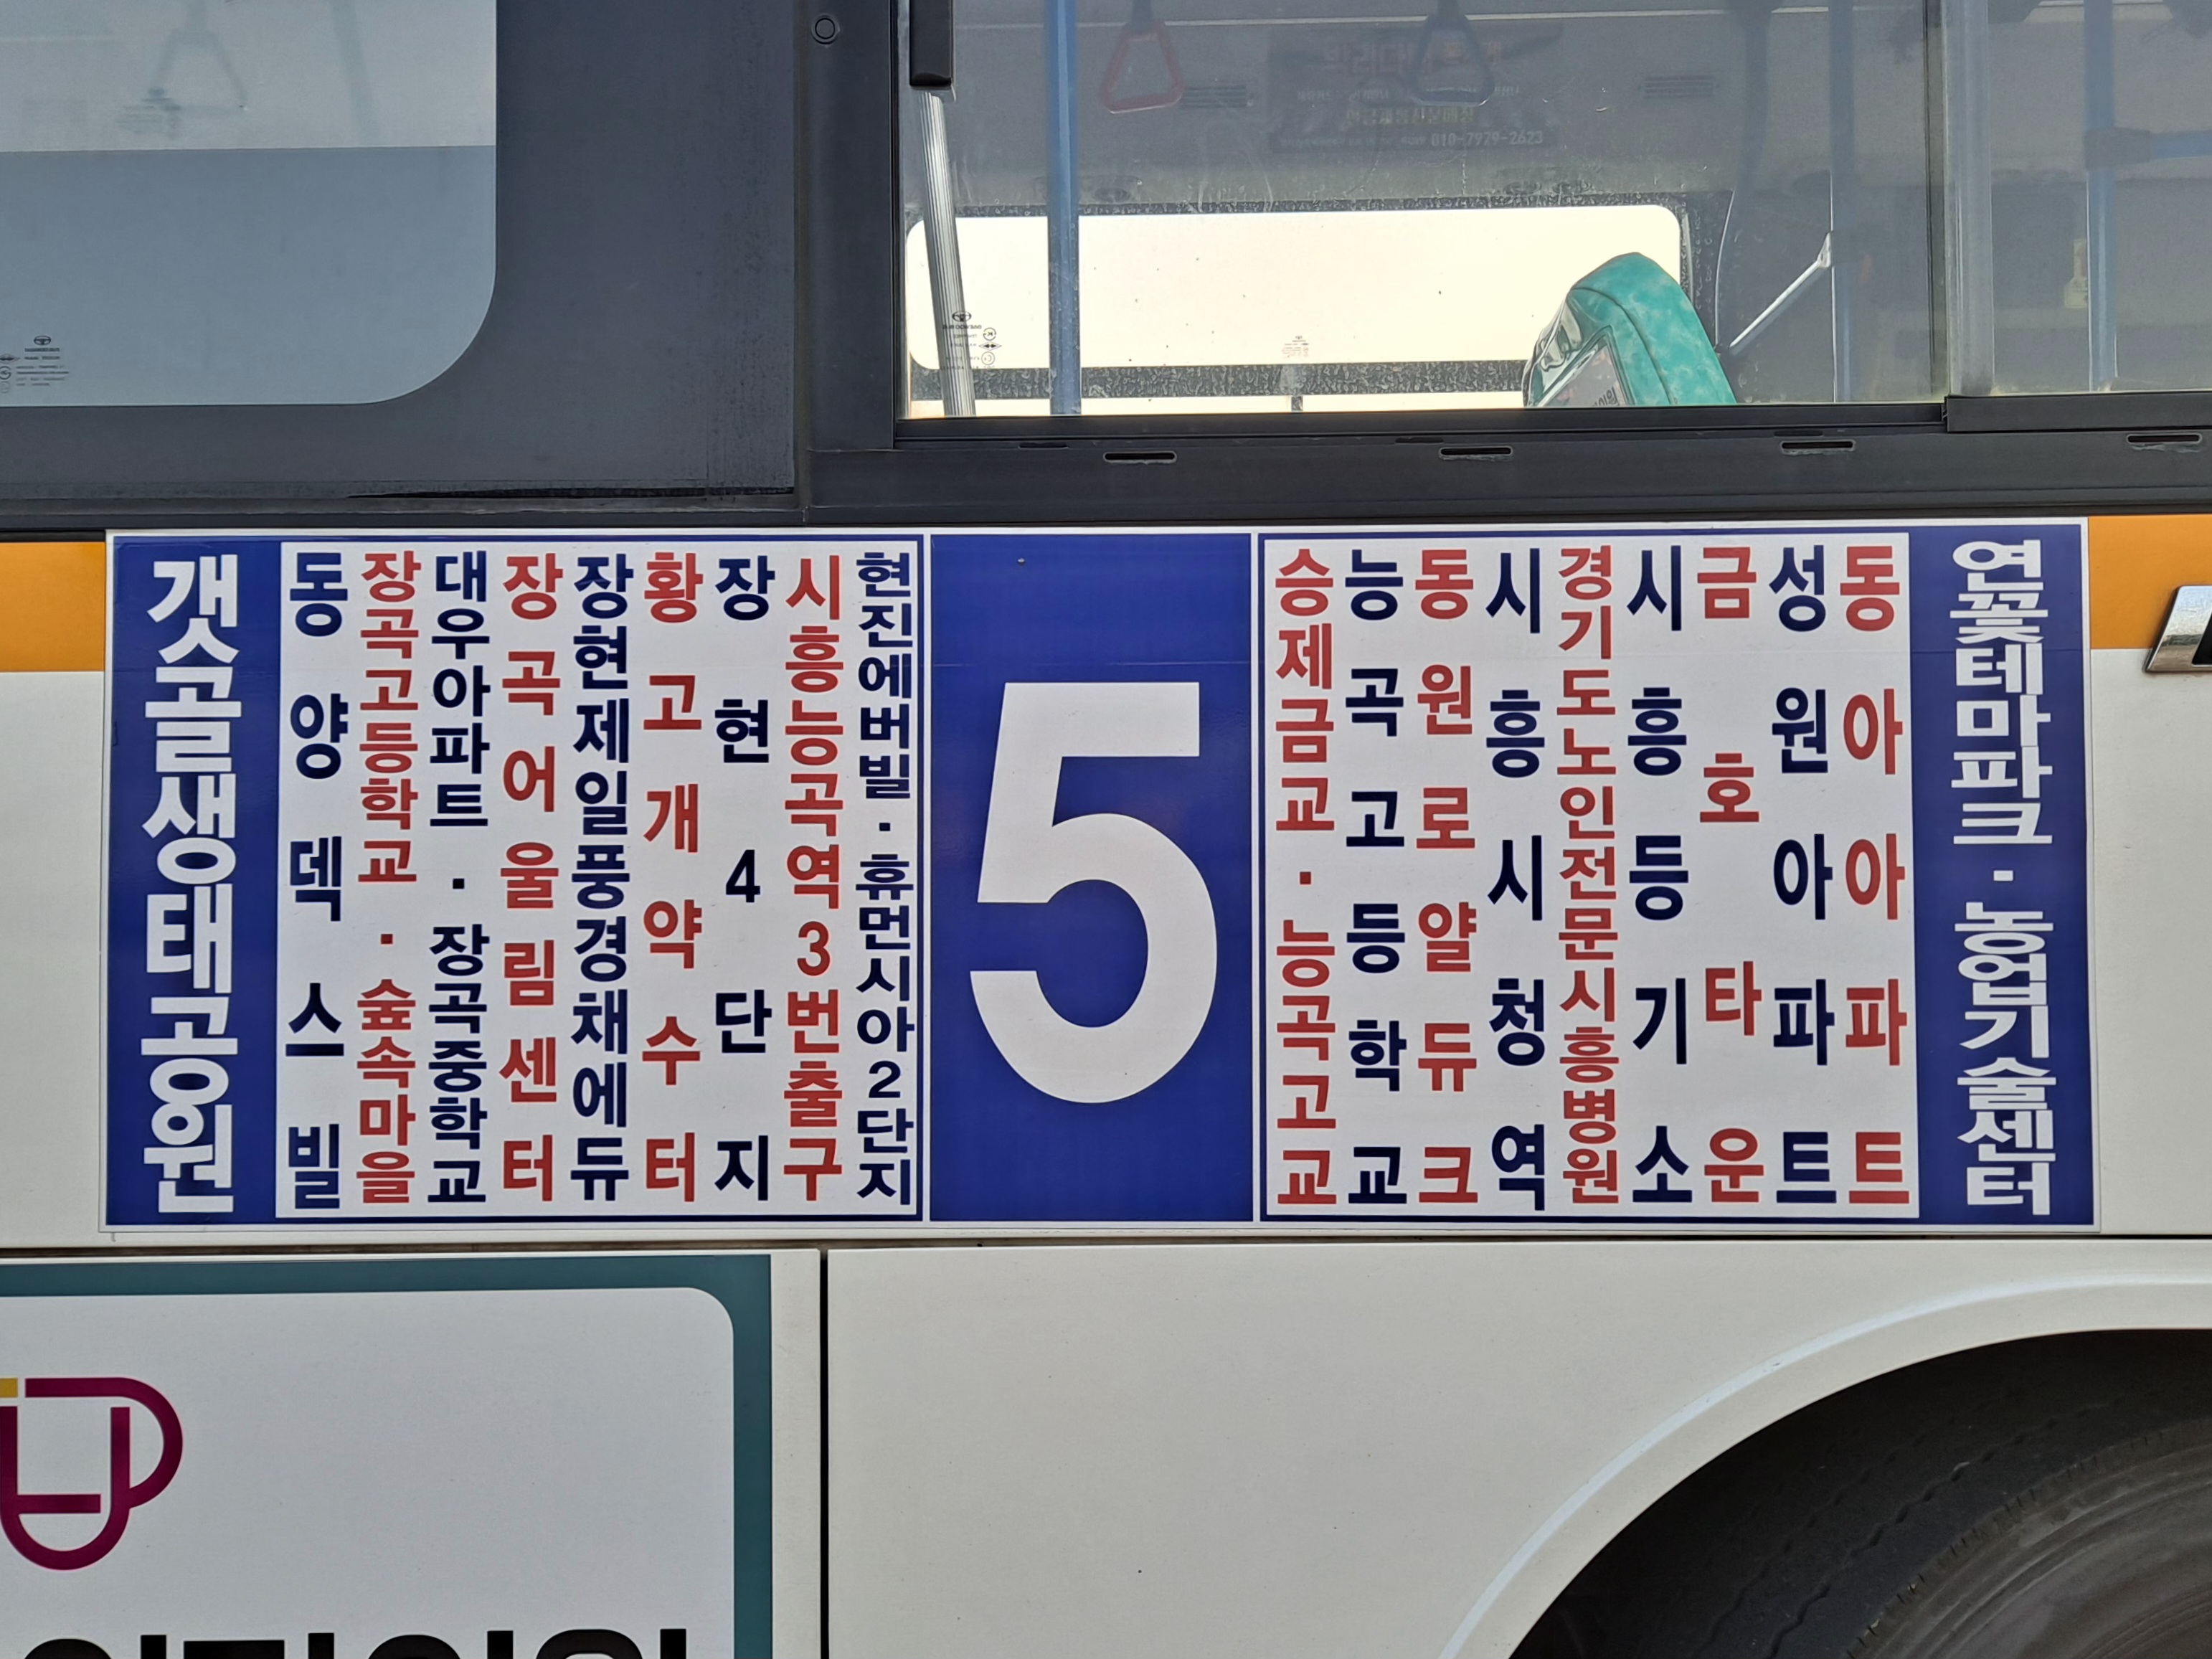 010-7979-2623
개솟골생태공원
동양덱스빌
장곡고등학교·숲속마을
대우아파트·장곡중학교
장곡어울림센터
장현제일풍경채에듀
황고개약수터
장현4단지
시흥능곡역3번출구
현진에버빌·휴먼시아2단지
5
승제금교·능곡고교
능곡고등학교
동원로얄듀크
시흥시청역
경기도노인전문시흥병원
시흥등기소
금호타운
성원아파트
동아아파트
연꽃테마파크·농업기술센터